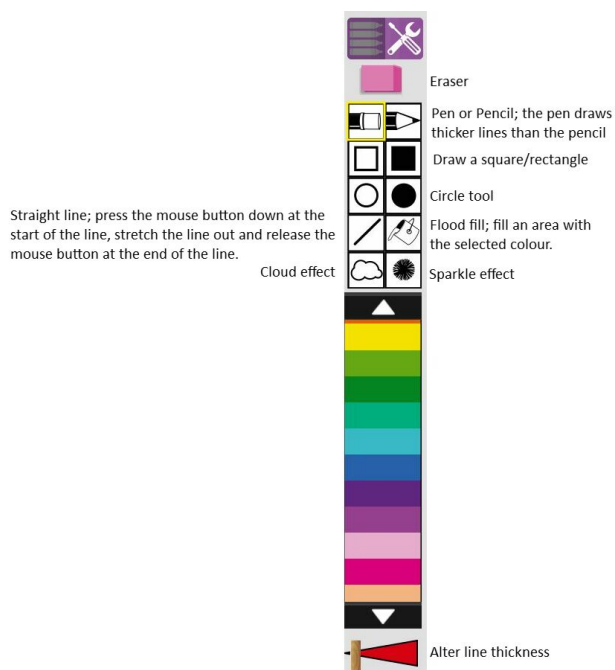 Eraser
Pen or Pencil; the pen draws
thicker lines than the pencil
Draw a square/rectangle
Circle tool
Straight line; press the mouse button down at the
start of the line, stretch the line out and release the
mouse button at the end of the line.
Flood fill; fill an area with
the selected colour.
Cloud effect
Sparkle effect
Alter line thickness